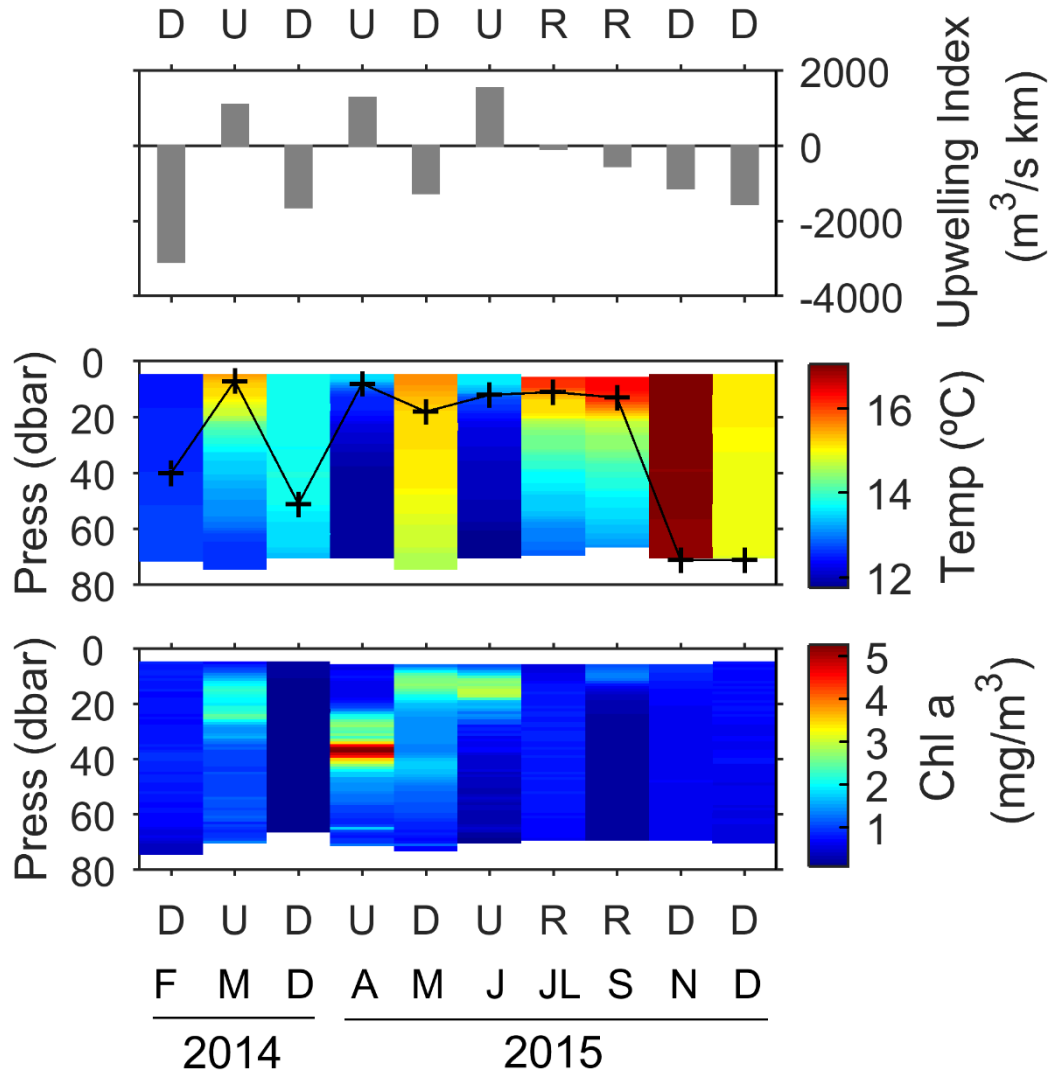 D U D U D U R R D D
2000
0
-2000
-4000
Upwelling Index
(m³/s km)
0
20
40
60
80
Press (dbar)
16
14
12
Temp (ºC)
0
20
40
60
80
Press (dbar)
5
4
3
2
1
Chl a
(mg/m³)
D U D U D U R R D D
F M D A M J JL S N D
2014 2015